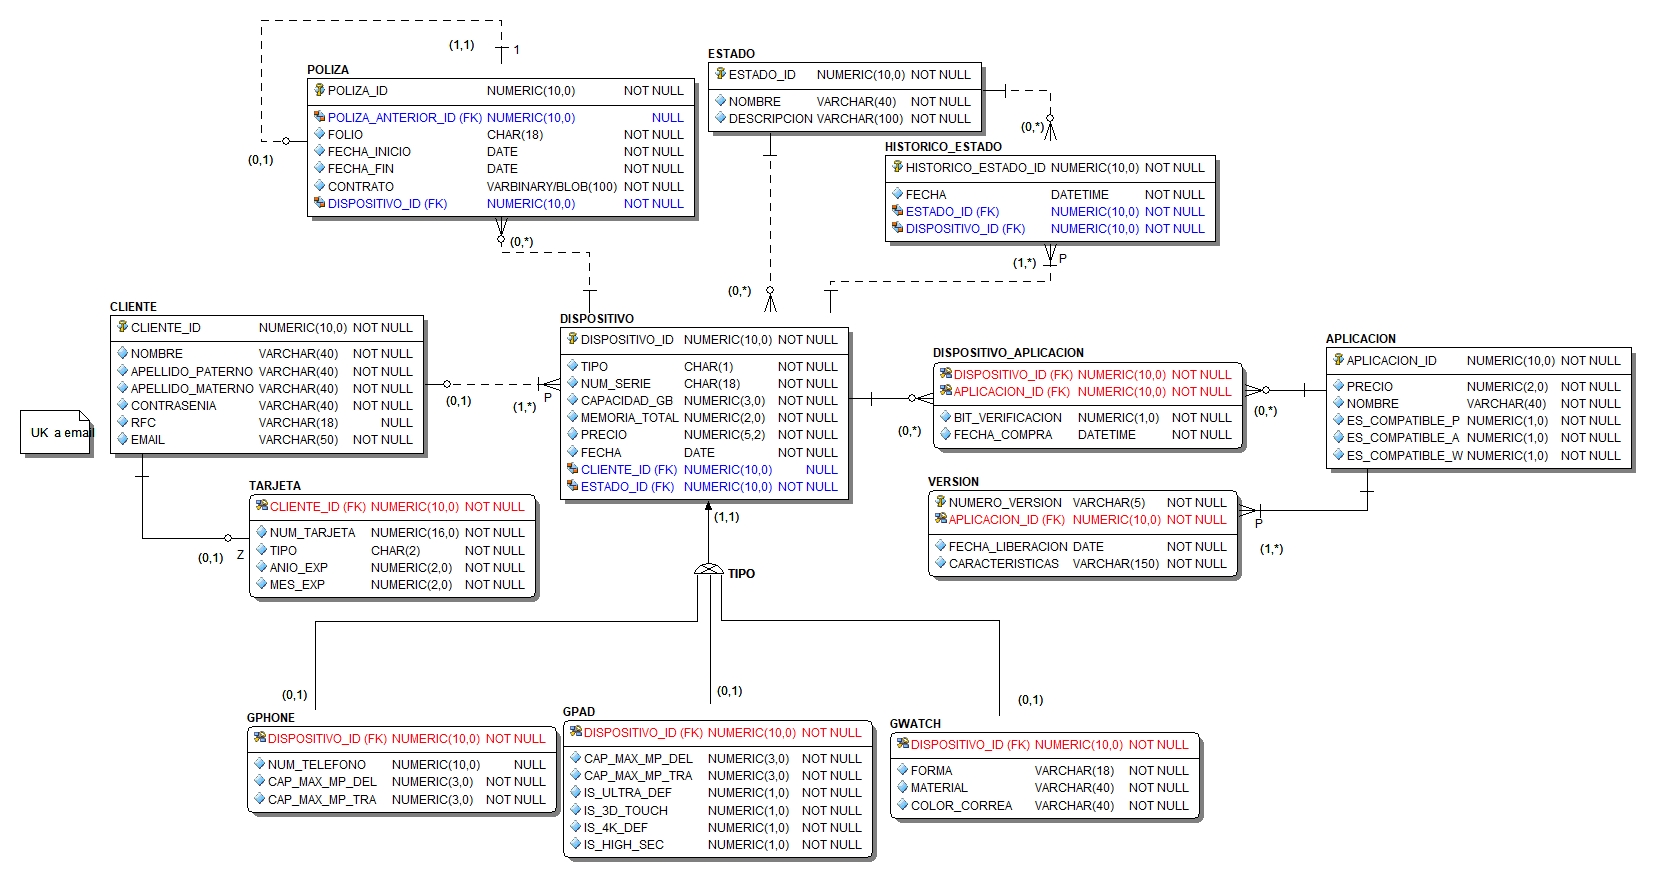 (1,1)
1
POLIZA
POLIZA_ID NUMERIC(10,0) NOT NULL
POLIZA_ANTERIOR_ID (FK) NUMERIC(10,0) NULL
FOLIO CHAR(18) NOT NULL
FECHA_INICIO DATE NOT NULL
FECHA_FIN DATE NOT NULL
CONTRATO VARBINARY/BLOB(100) NOT NULL
DISPOSITIVO_ID (FK) NUMERIC(10,0) NOT NULL
(0,1)
(0,*)
ESTADO
ESTADO_ID NUMERIC(10,0) NOT NULL
NOMBRE VARCHAR(40) NOT NULL
DESCRIPCION VARCHAR(100) NOT NULL
(0,*)
(0,*)
HISTORICO_ESTADO
HISTORICO_ESTADO_ID NUMERIC(10,0) NOT NULL
FECHA DATETIME NOT NULL
ESTADO_ID (FK) NUMERIC(10,0) NOT NULL
DISPOSITIVO_ID (FK) NUMERIC(10,0) NOT NULL
(1,*)
P
CLIENTE
CLIENTE_ID NUMERIC(10,0) NOT NULL
NOMBRE VARCHAR(40) NOT NULL
APELLIDO_PATERNO VARCHAR(40) NOT NULL
APELLIDO_MATERNO VARCHAR(40) NOT NULL
CONTRASENIA VARCHAR(40) NOT NULL
RFC VARCHAR(18) NULL
EMAIL VARCHAR(50) NOT NULL
UK a email
(0,1)
(1,*)
P
DISPOSITIVO
DISPOSITIVO_ID NUMERIC(10,0) NOT NULL
TIPO CHAR(1) NOT NULL
NUM_SERIE CHAR(18) NOT NULL
CAPACIDAD_GB NUMERIC(3,0) NOT NULL
MEMORIA_TOTAL NUMERIC(2,0) NOT NULL
PRECIO NUMERIC(5,2) NOT NULL
FECHA DATE NOT NULL
CLIENTE_ID (FK) NUMERIC(10,0) NULL
ESTADO_ID (FK) NUMERIC(10,0) NOT NULL
DISPOSITIVO_APLICACION
DISPOSITIVO_ID (FK) NUMERIC(10,0) NOT NULL
APLICACION_ID (FK) NUMERIC(10,0) NOT NULL
BIT_VERIFICACION NUMERIC(1,0) NOT NULL
FECHA_COMPRA DATETIME NOT NULL
(0,*)
(0,*)
APLICACION
APLICACION_ID NUMERIC(10,0) NOT NULL
PRECIO NUMERIC(2,0) NOT NULL
NOMBRE VARCHAR(40) NOT NULL
ES_COMPATIBLE_P NUMERIC(1,0) NOT NULL
ES_COMPATIBLE_A NUMERIC(1,0) NOT NULL
ES_COMPATIBLE_W NUMERIC(1,0) NOT NULL
VERSION
NUMERO_VERSION VARCHAR(5) NOT NULL
APLICACION_ID (FK) NUMERIC(10,0) NOT NULL
FECHA_LIBERACION DATE NOT NULL
CARACTERISTICAS VARCHAR(150) NOT NULL
P
(1,*)
TARJETA
CLIENTE_ID (FK) NUMERIC(10,0) NOT NULL
NUM_TARJETA NUMERIC(16,0) NOT NULL
TIPO CHAR(2) NOT NULL
ANIO_EXP NUMERIC(2,0) NOT NULL
MES_EXP NUMERIC(2,0) NOT NULL
(0,1)
Z
(1,1)
TIPO
(0,1)
(0,1)
(0,1)
GPHONE
DISPOSITIVO_ID (FK) NUMERIC(10,0) NOT NULL
NUM_TELEFONO NUMERIC(10,0) NULL
CAP_MAX_MP_DEL NUMERIC(3,0) NOT NULL
CAP_MAX_MP_TRA NUMERIC(3,0) NOT NULL
GPAD
DISPOSITIVO_ID (FK) NUMERIC(10,0) NOT NULL
CAP_MAX_MP_DEL NUMERIC(3,0) NOT NULL
CAP_MAX_MP_TRA NUMERIC(3,0) NOT NULL
IS_ULTRA_DEF NUMERIC(1,0) NOT NULL
IS_3D_TOUCH NUMERIC(1,0) NOT NULL
IS_4K_DEF NUMERIC(1,0) NOT NULL
IS_HIGH_SEC NUMERIC(1,0) NOT NULL
GWATCH
DISPOSITIVO_ID (FK) NUMERIC(10,0) NOT NULL
FORMA VARCHAR(18) NOT NULL
MATERIAL VARCHAR(40) NOT NULL
COLOR_CORREA VARCHAR(40) NOT NULL